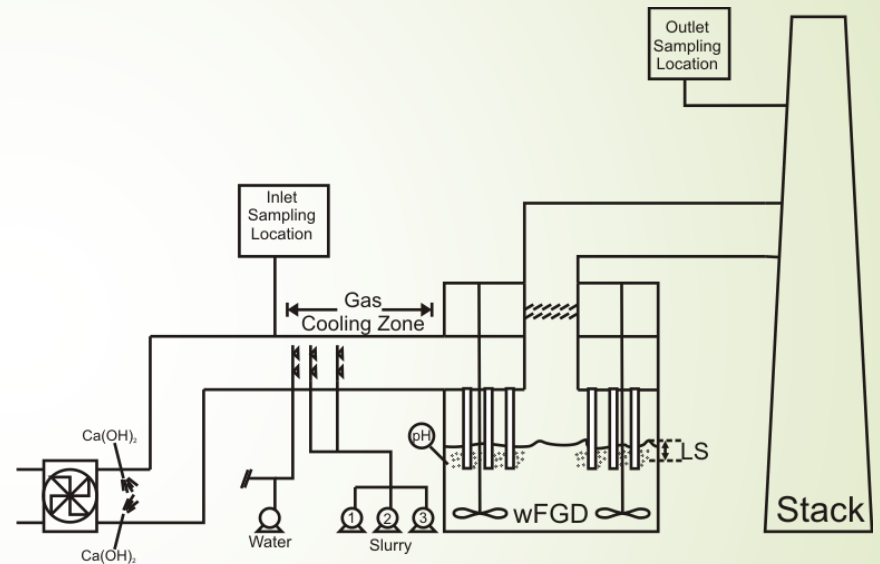 Outlet
Sampling
Location
Inlet
Sampling
Location
Gas
Cooling Zone
Ca(OH)₂
pH
LS
wFGD
Stack
1
2
3
Water
Slurry
Ca(OH)₂